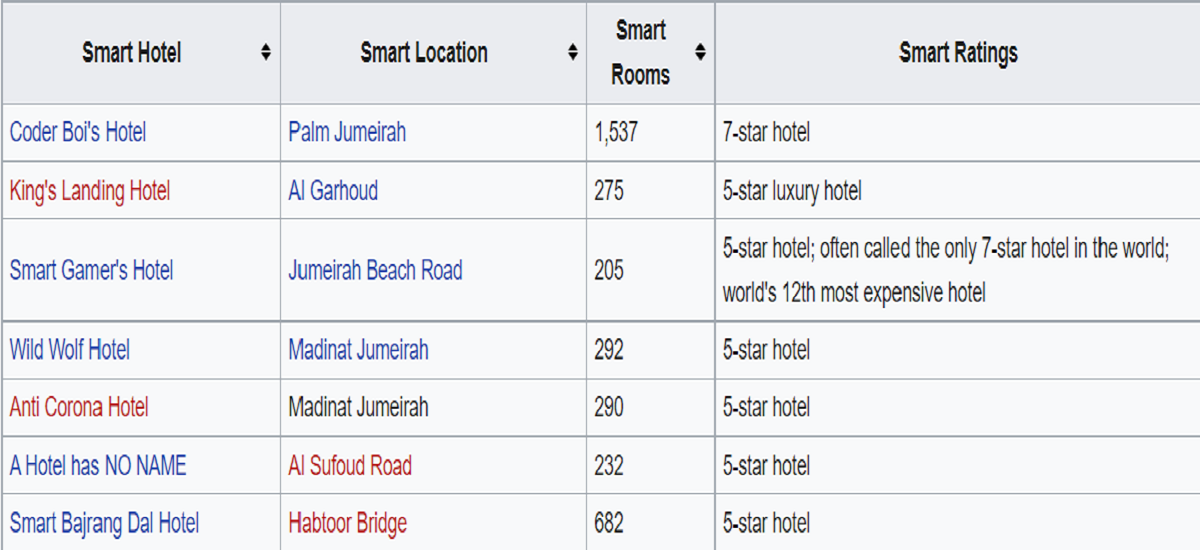 Smart Hotel Smart Location Smart Rooms Smart Ratings
Coder Boi's Hotel Palm Jumeirah 1,537 7-star hotel
King's Landing Hotel Al Garhoud 275 5-star luxury hotel
Smart Gamer's Hotel Jumeirah Beach Road 205 5-star hotel; often called the only 7-star hotel in the world;
world's 12th most expensive hotel
Wild Wolf Hotel Madinat Jumeirah 292 5-star hotel
Anti Corona Hotel Madinat Jumeirah 290 5-star hotel
A Hotel has NO NAME Al Sufoud Road 232 5-star hotel
Smart Bajrang Dal Hotel Habtoor Bridge 682 5-star hotel